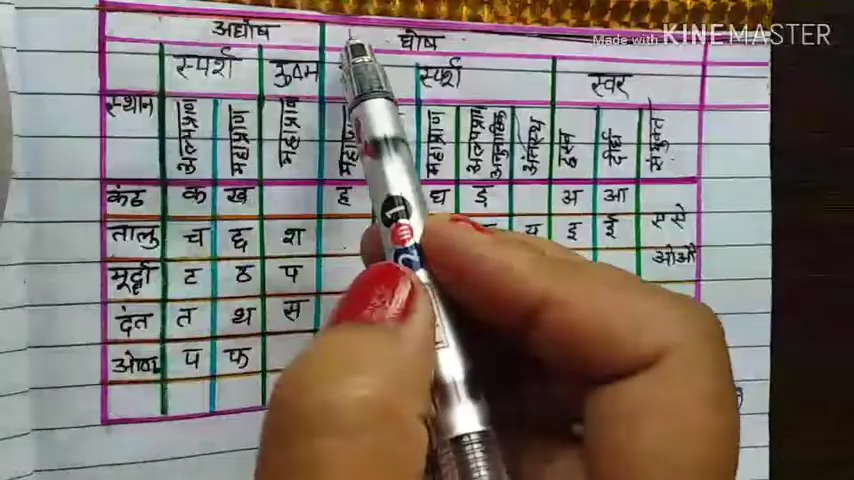 Made with KINEMASTER
अघोष घोष
स्पर्श ऊष्म स्पर्श स्वर
स्थान अल्पप्राण महाप्राण महाप्राण महाप्राण महाप्राण अल्पप्राण अनुनासिक अंतस्थ ह्रस्व दीर्घ संयुक्त
कंठ क ख ह घ अ आ
तालु च छ श य इ ई
ओ औ
मूर्द्धा ट ठ ष
दंत त थ स
ओष्ठ प फ